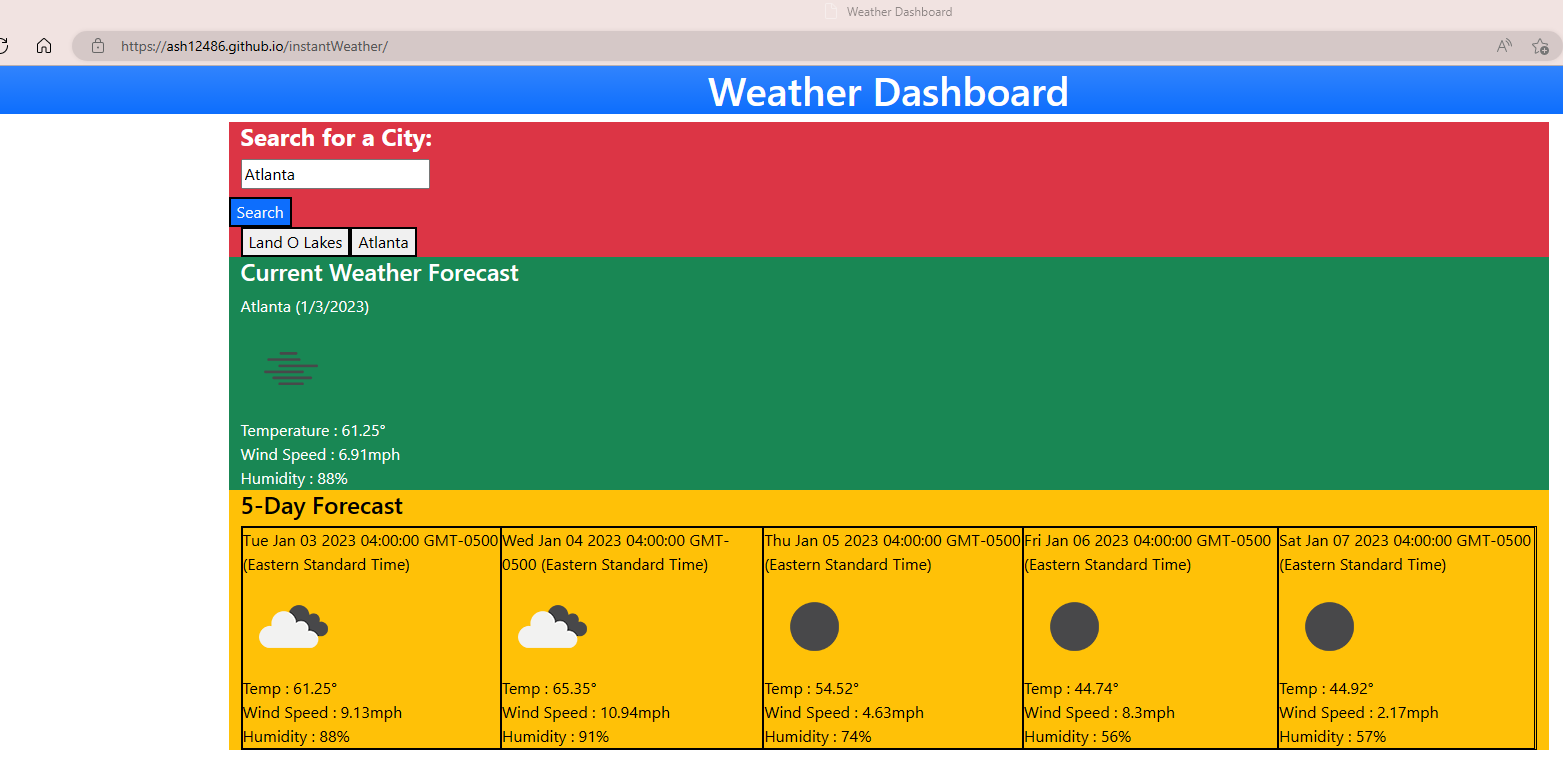 Weather Dashboard
https://ash12486.github.io/instantWeather/
Weather Dashboard
Search for a City:
Atlanta
Search
Land O Lakes Atlanta
Current Weather Forecast
Atlanta (1/3/2023)
Temperature : 61.25°
Wind Speed : 6.91mph
Humidity : 88%
5-Day Forecast
Tue Jan 03 2023 04:00:00 GMT-0500
(Eastern Standard Time)
Temp : 61.25°
Wind Speed : 9.13mph
Humidity : 88%
Wed Jan 04 2023 04:00:00 GMT-
0500 (Eastern Standard Time)
Temp : 65.35°
Wind Speed : 10.94mph
Humidity : 91%
Thu Jan 05 2023 04:00:00 GMT-0500
(Eastern Standard Time)
Temp : 54.52°
Wind Speed : 4.63mph
Humidity : 74%
Fri Jan 06 2023 04:00:00 GMT-0500
(Eastern Standard Time)
Temp : 44.74°
Wind Speed : 8.3mph
Humidity : 56%
Sat Jan 07 2023 04:00:00 GMT-0500
(Eastern Standard Time)
Temp : 44.92°
Wind Speed : 2.17mph
Humidity : 57%